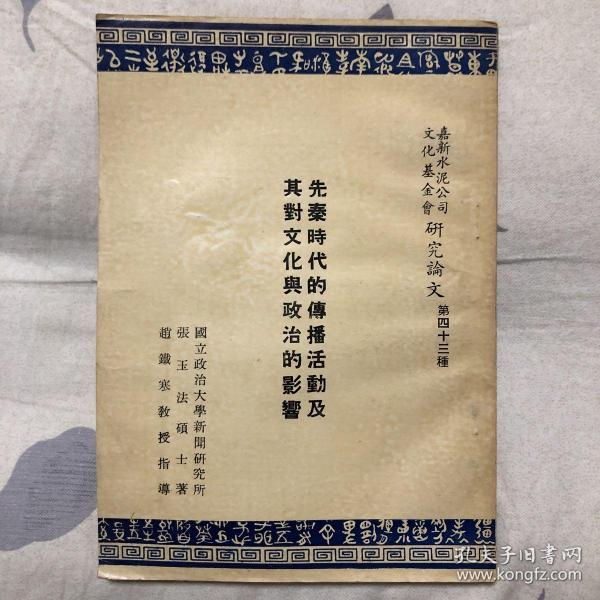 嘉新水泥公司
文化基金會
研究論文
第四十三種
先秦時代的傳播活動及
其對文化與政治的影響
國立政治大學新聞研究所
張玉法碩士著
趙鐵寒教授指導
孔夫子旧书网
www.kongfz.com